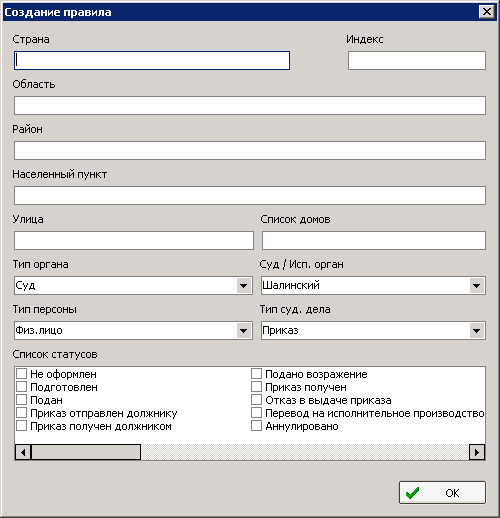 Создание правила
Страна Индекс
Область
Район
Населенный пункт
Улица Список домов
Тип органа Суд / Исп. орган
Суд Шалинский
Тип персоны Тип суд. дела
Физ.лицо Приказ
Список статусов
Не оформлен Подано возражение
Подготовлен Приказ получен
Подан Отказ в выдаче приказа
Приказ отправлен должнику Перевод на исполнительное производство
Приказ получен должником Аннулировано
ОК